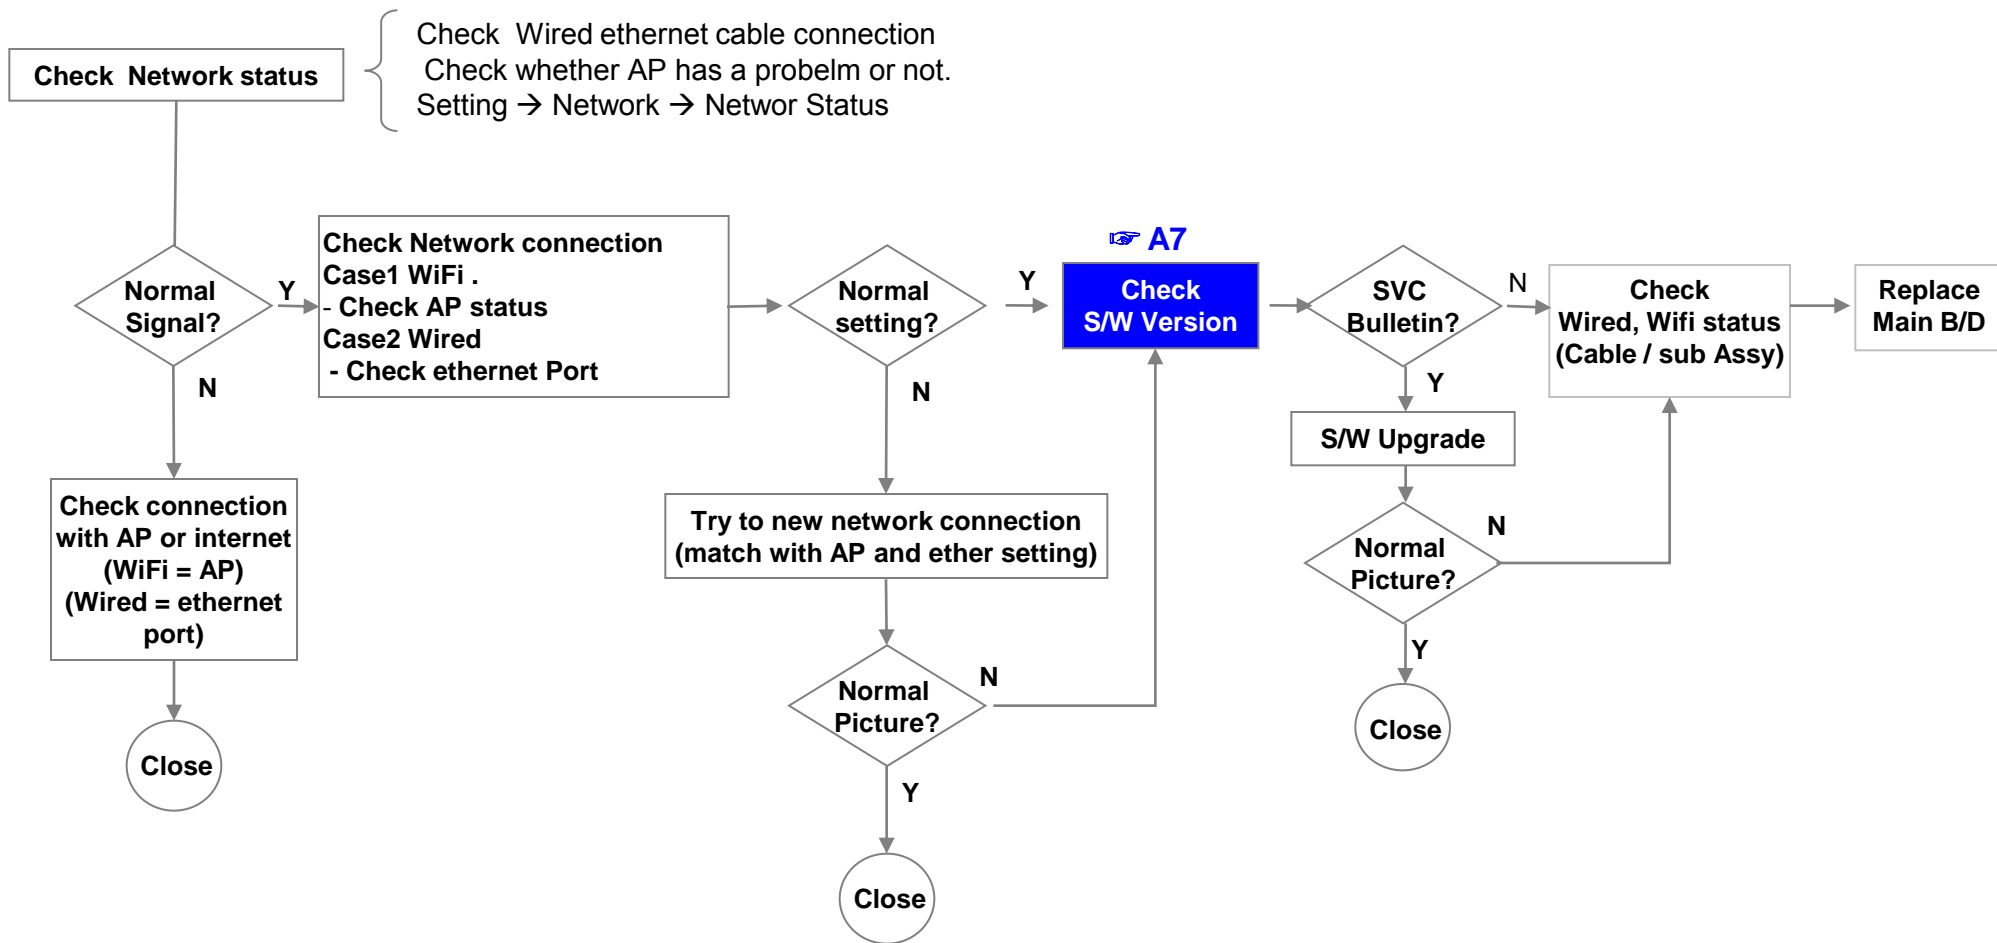 Check Network status
Check Wired ethernet cable connection
Check whether AP has a probelm or not.
Setting → Network → Networ Status
Normal
Signal?
Y
N
Check Network connection
Case1 WiFi .
- Check AP status
Case2 Wired
- Check ethernet Port
Check connection
with AP or internet
(WiFi = AP)
(Wired = ethernet
port)
Close
Normal
setting?
Y
N
Try to new network connection
(match with AP and ether setting)
Normal
Picture?
N
Y
Close
☞ A7
Check
S/W Version
SVC
Bulletin?
N
Y
S/W Upgrade
Normal
Picture?
N
Y
Close
Check
Wired, Wifi status
(Cable / sub Assy)
Replace
Main B/D